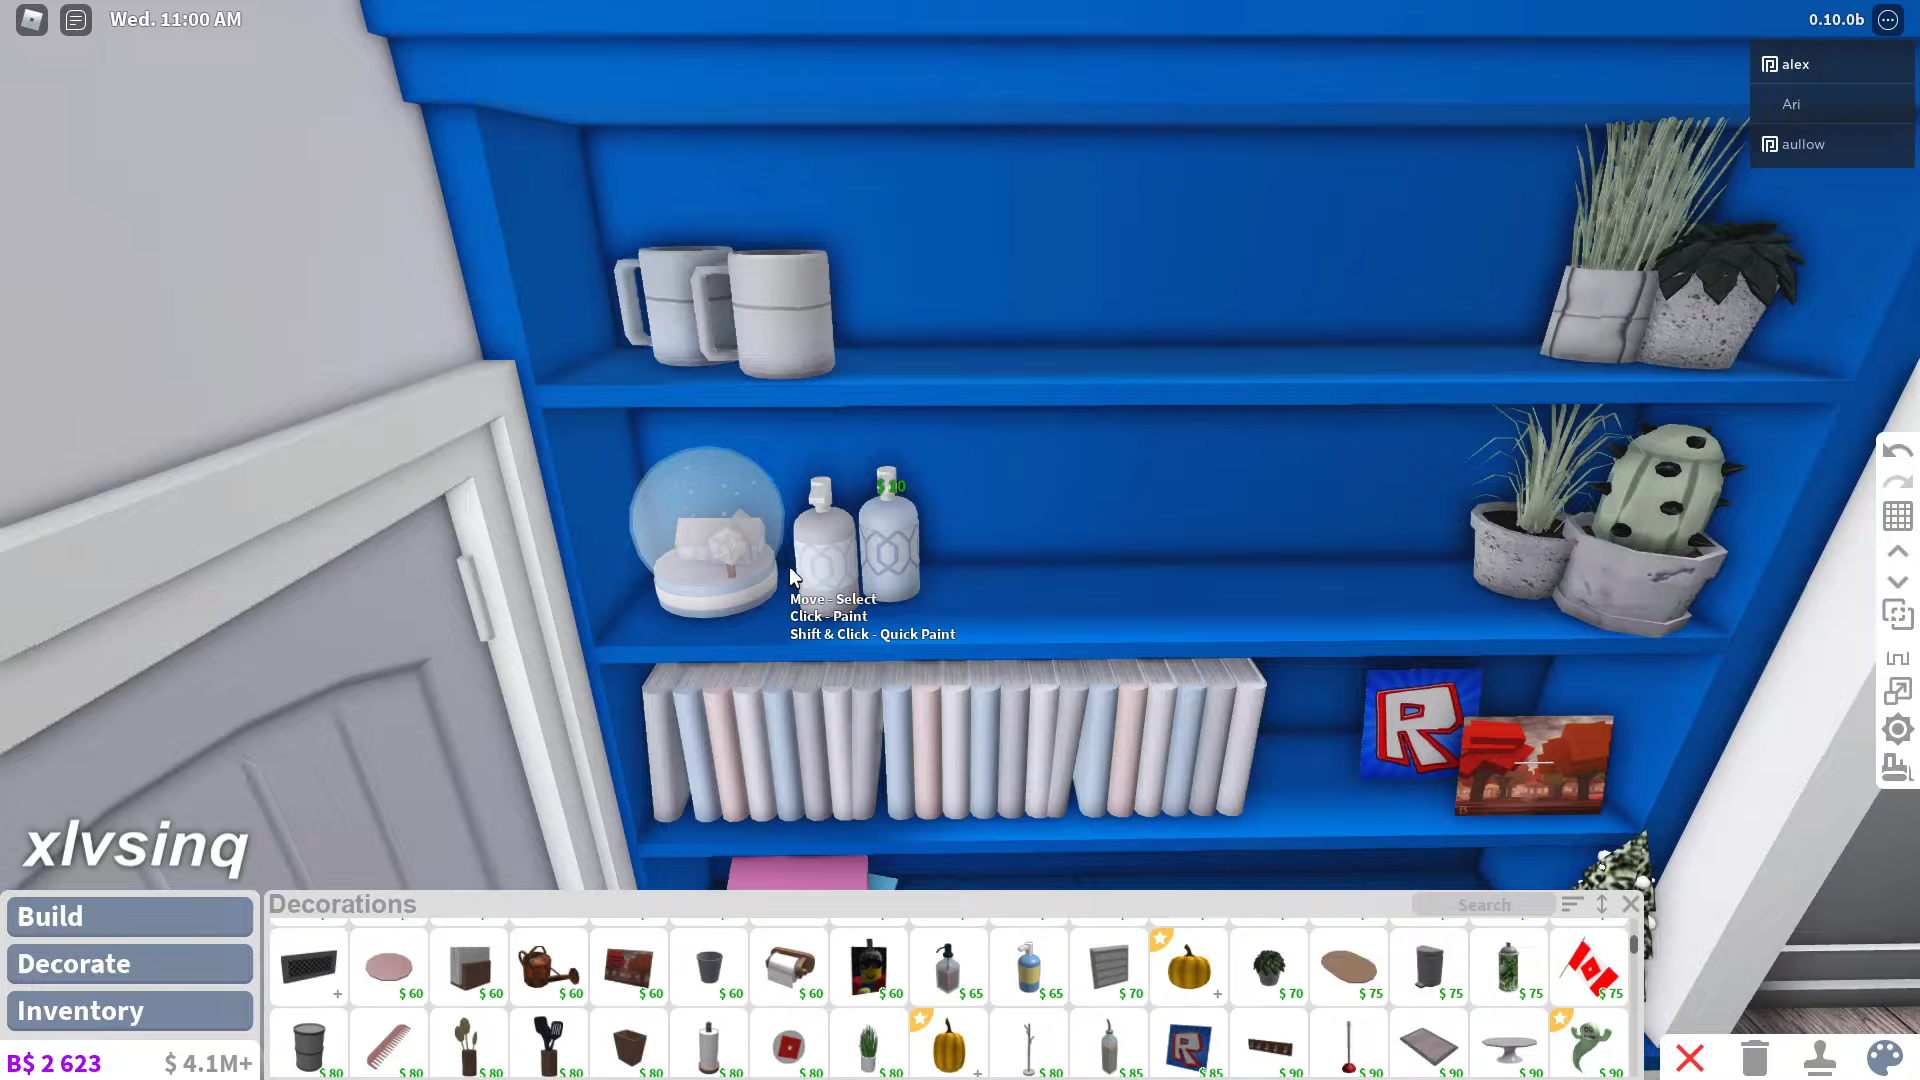 Wed. 11:00 AM
0.10.0b
alex
Ari
aullow
$ 10
Move - Select
Click - Paint
Shift & Click - Quick Paint
R
xlvsinq
Build
Decorate
Inventory
B$ 2 623
$ 4.1M+
Decorations
Search
+ $ 60 $ 60 $ 60 $ 60 $ 60 $ 60 $ 60 $ 65 $ 65 $ 70 + $ 70 $ 75 $ 75 $ 75 $ 75
$ 80 $ 80 $ 80 $ 80 $ 80 $ 80 $ 80 $ 80 + $ 80 $ 85 $ 85 $ 90 $ 90 $ 90 $ 90 $ 90